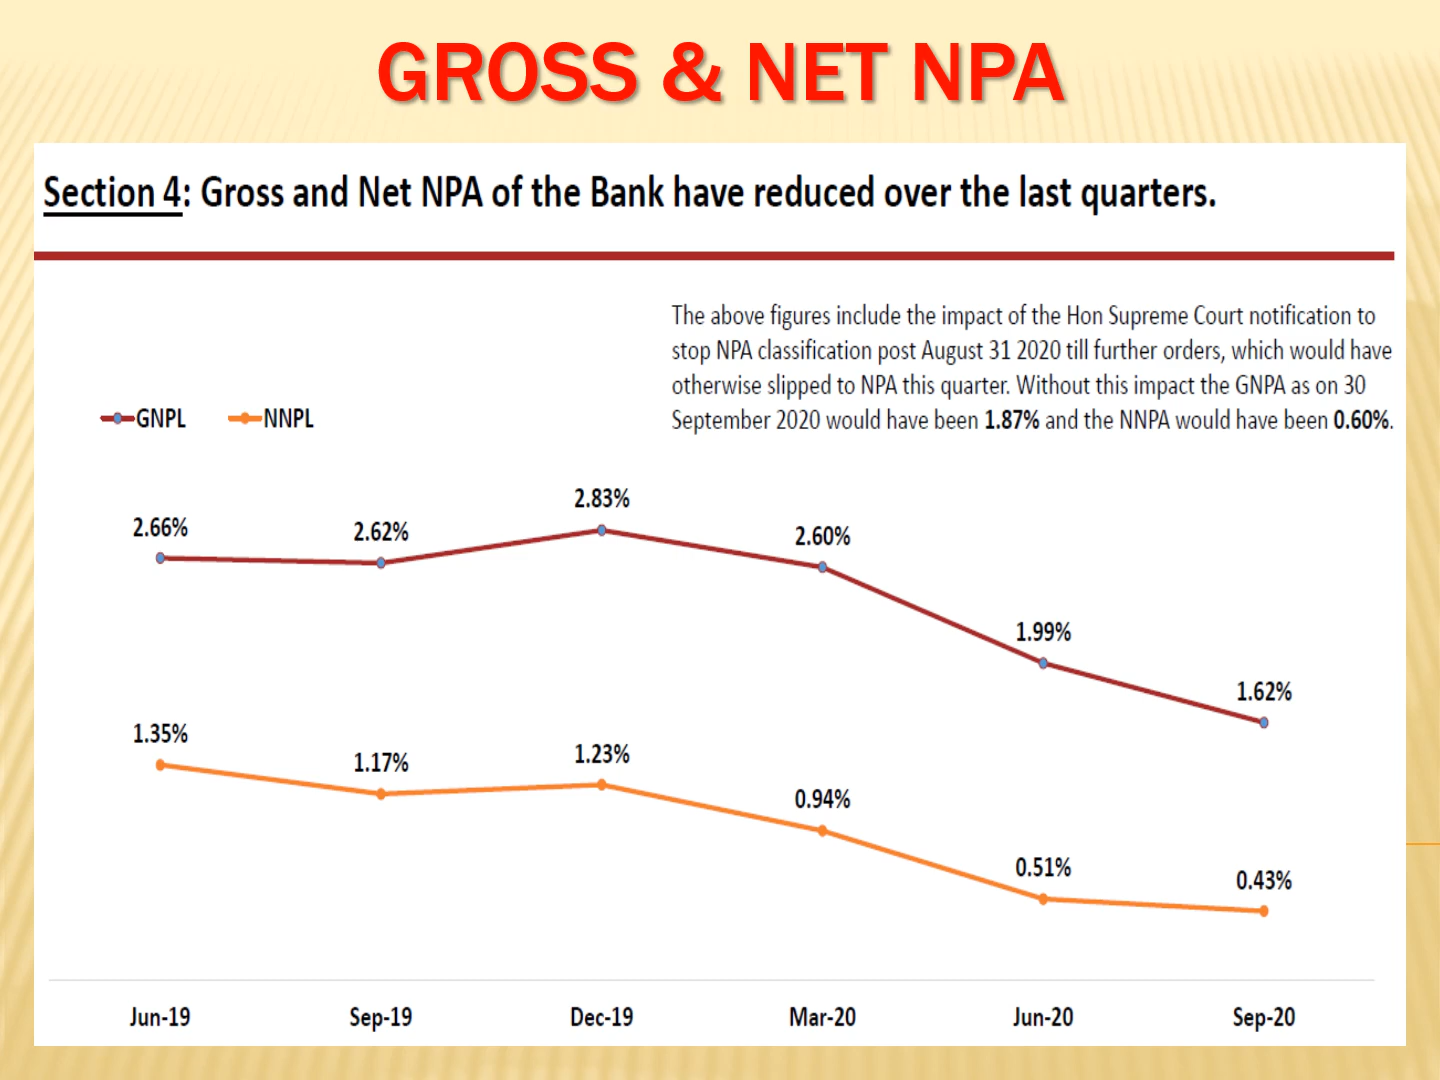 GROSS & NET NPA
Section 4: Gross and Net NPA of the Bank have reduced over the last quarters.
The above figures include the impact of the Hon Supreme Court notification to
stop NPA classification post August 31 2020 till further orders, which would have
otherwise slipped to NPA this quarter. Without this impact the GNPA as on 30
September 2020 would have been 1.87% and the NNPA would have been 0.60%.
GNPL NNPL
2.66% 2.62% 2.83% 2.60% 1.99% 1.62%
1.35% 1.17% 1.23% 0.94% 0.51% 0.43%
Jun-19 Sep-19 Dec-19 Mar-20 Jun-20 Sep-20